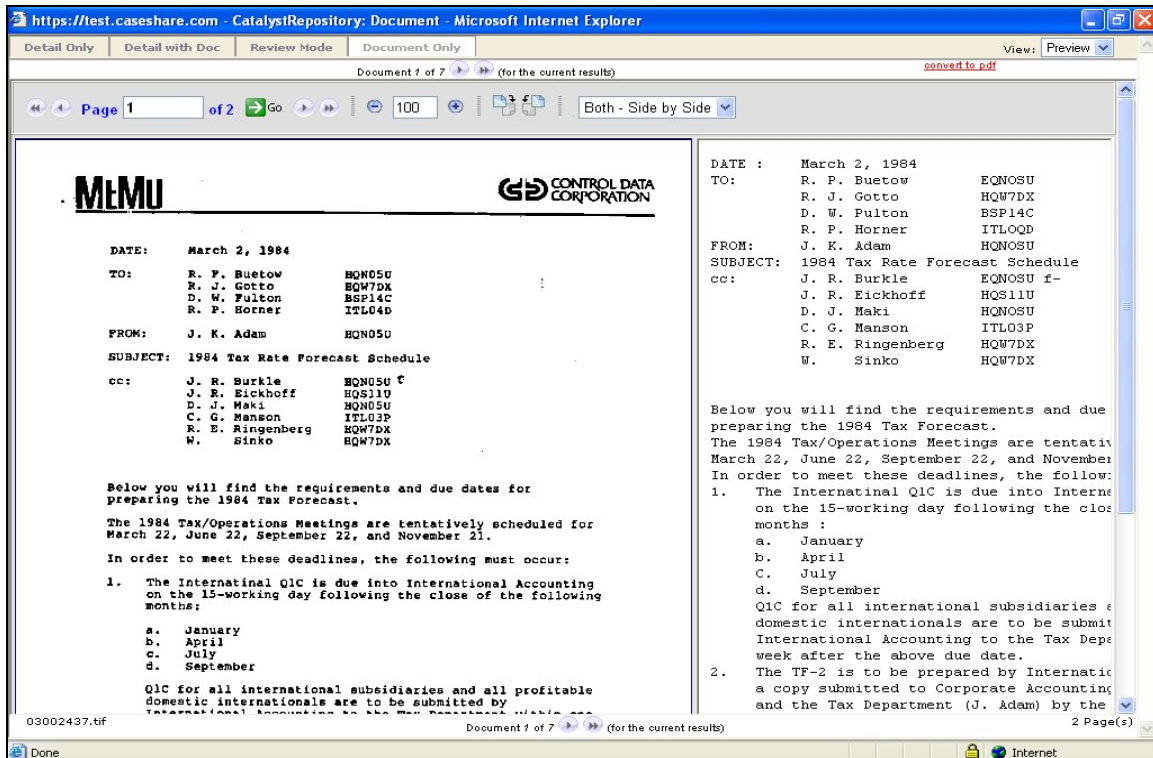 https://test.caseshare.com - CatalystRepository: Document - Microsoft Internet Explorer
Detail Only Detail with Doc Review Mode Document Only View: Preview
Document 1 of 7 (for the current results) convert to pdf
Page 1 of 2 Go 100 Both - Side by Side
MEMU
CONTROL DATA
CORPORATION
DATE: March 2, 1984
TO: R. P. Buetow HQN05U
R. J. Gotto HQW7DX
D. W. Fulton BSP14C
R. P. Horner ITL04D
FROM: J. K. Adam HQN05U
SUBJECT: 1984 Tax Rate Forecast Schedule
cc: J. R. Burkle HQN05U
J. R. Eickhoff HQS11U
D. J. Maki HQN05U
C. G. Manson ITL03P
R. E. Ringenberg HQW7DX
W. Sinko HQW7DX
Below you will find the requirements and due dates for
preparing the 1984 Tax Forecast.
The 1984 Tax/Operations Meetings are tentatively scheduled for
March 22, June 22, September 22, and November 21.
In order to meet these deadlines, the following must occur:
1. The Internatinal Q1C is due into International Accounting
on the 15-working day following the close of the following
months:
a. January
b. April
c. July
d. September
Q1C for all international subsidiaries and all profitable
domestic internationals are to be submitted by
International Accounting to the Tax Department within one
DATE : March 2, 1984
TO: R. P. Buetow EQNOSU
R. J. Gotto HQW7DX
D. W. Pulton BSP14C
R. P. Horner ITLOQD
FROM: J. K. Adam HQNOSU
SUBJECT: 1984 Tax Rate Forecast Schedule
cc: J. R. Burkle EQNOSU f-
J. R. Eickhoff HQS11U
D. J. Maki HQNOSU
C. G. Manson ITL03P
R. E. Ringenberg HQW7DX
W. Sinko HQW7DX
Below you will find the requirements and due
preparing the 1984 Tax Forecast.
The 1984 Tax/Operations Meetings are tentativ
March 22, June 22, September 22, and November
In order to meet these deadlines, the follow
1. The Internatinal Q1C is due into Interna
on the 15-working day following the clos
months :
a. January
b. April
C. July
d. September
Q1C for all international subsidiaries a
domestic internationals are to be submit
International Accounting to the Tax Depa
week after the above due date.
2. The TF-2 is to be prepared by Internatio
a copy submitted to Corporate Accounting
and the Tax Department (J. Adam) by the
03002437.tif Document 1 of 7 (for the current results) 2 Page(s)
Done Internet